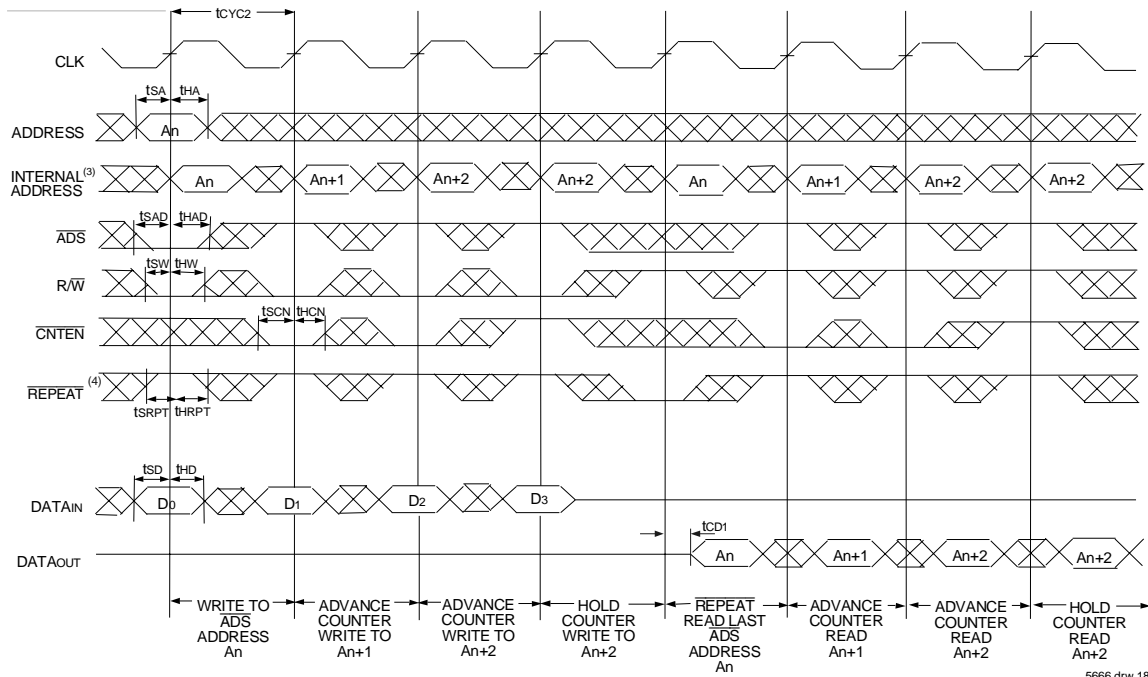 tCYC2
CLK
tSA tHA
ADDRESS An
INTERNAL(3) ADDRESS An An+1 An+2 An+2 An An+1 An+2 An+2
tSAD tHAD
ADS
tSW tHW
R/W
tSCN tHCN
CNTEN
REPEAT (4)
tSRPT tHRPT
tSD tHD
DATAIN D0 D1 D2 D3
tCD1
DATAOUT An An+1 An+2 An+2
WRITE TO ADS ADDRESS An
ADVANCE COUNTER WRITE TO An+1
ADVANCE COUNTER WRITE TO An+2
HOLD COUNTER WRITE TO An+2
REPEAT READ LAST ADS ADDRESS An
ADVANCE COUNTER READ An+1
ADVANCE COUNTER READ An+2
HOLD COUNTER READ An+2
5666 drw 18